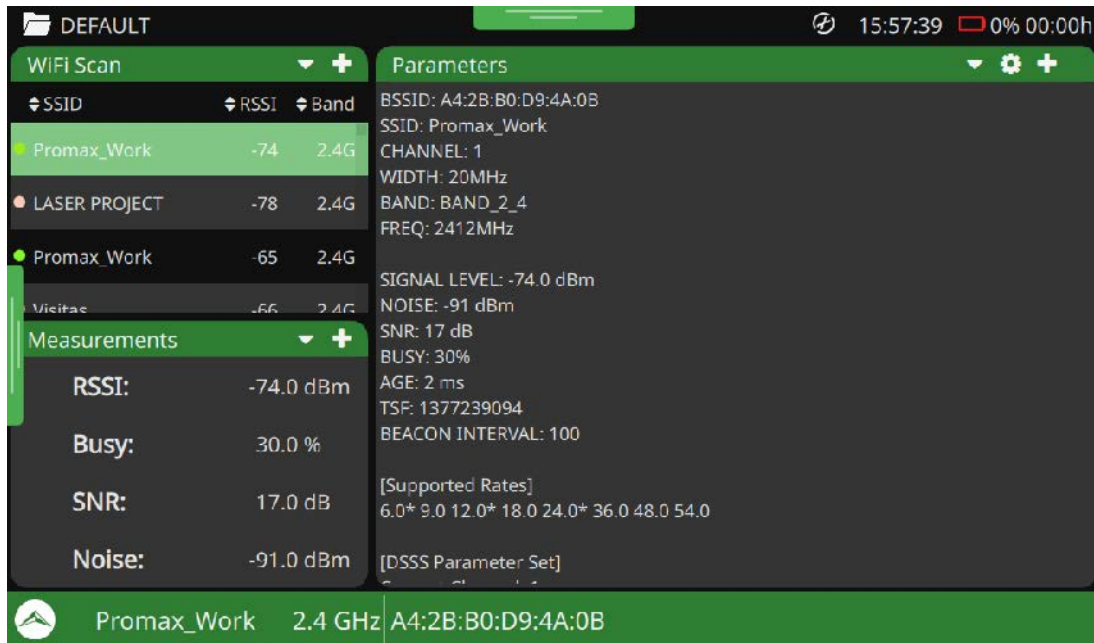 DEFAULT
15:57:39 0% 00:00h
WiFi Scan
SSID RSSI Band
Promax_Work -74 2.4G
LASER PROJECT -78 2.4G
Promax_Work -65 2.4G
Visitas -66 2.4G
Measurements
RSSI: -74.0 dBm
Busy: 30.0 %
SNR: 17.0 dB
Noise: -91.0 dBm
Parameters
BSSID: A4:2B:B0:D9:4A:0B
SSID: Promax_Work
CHANNEL: 1
WIDTH: 20MHz
BAND: BAND_2_4
FREQ: 2412MHz
SIGNAL LEVEL: -74.0 dBm
NOISE: -91 dBm
SNR: 17 dB
BUSY: 30%
AGE: 2 ms
TSF: 1377239094
BEACON INTERVAL: 100
[Supported Rates]
6.0* 9.0 12.0* 18.0 24.0* 36.0 48.0 54.0
[DSSS Parameter Set]
Promax_Work 2.4 GHz A4:2B:B0:D9:4A:0B